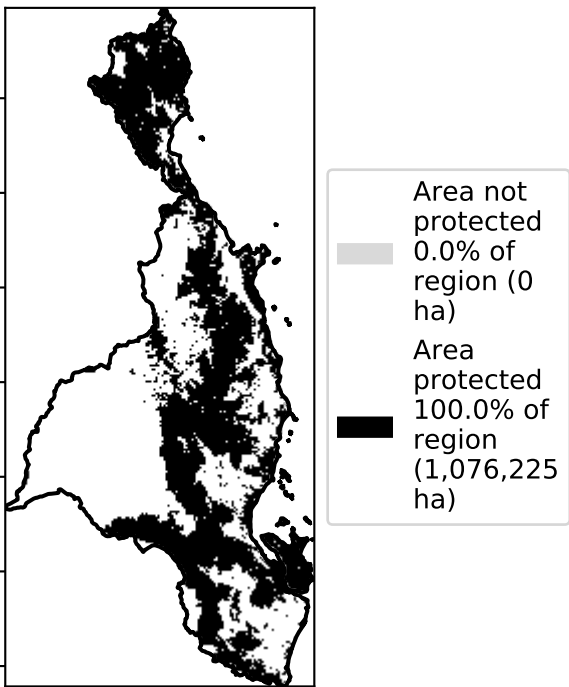 Area not
protected
0.0% of
region (0
ha)
Area
protected
100.0% of
region
(1,076,225
ha)